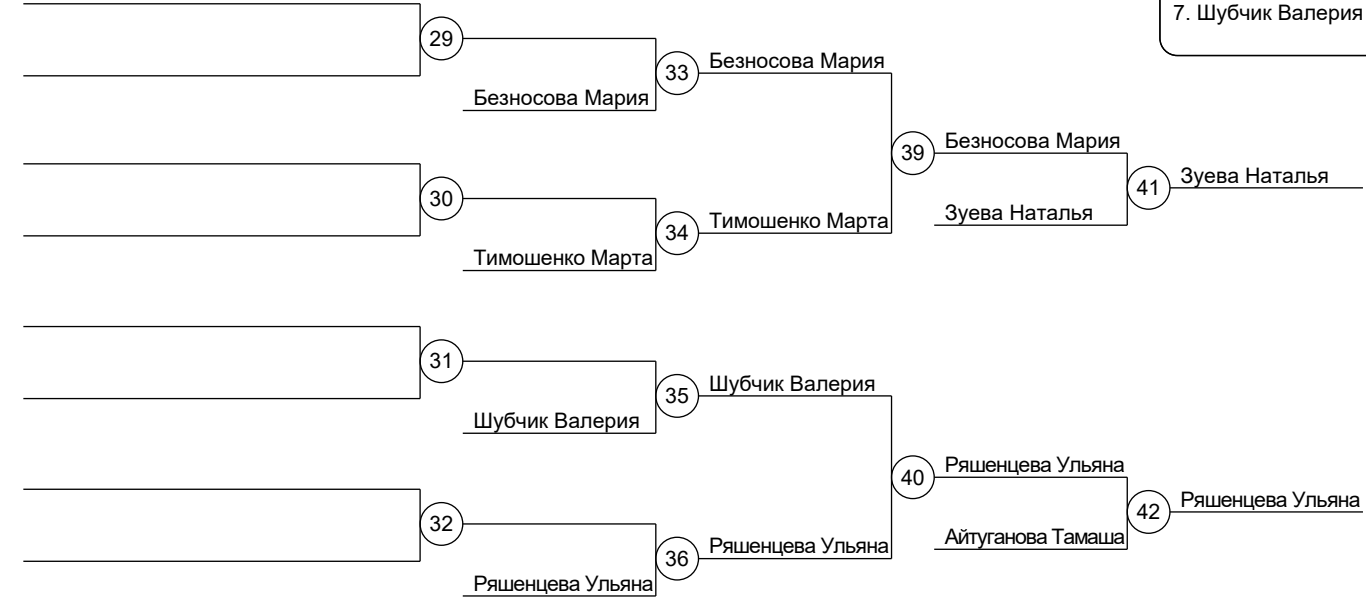 7. Шубчик Валерия
29
33
Безносова Мария
Безносова Мария
39
Безносова Мария
41
Зуева Наталья
30
34
Тимошенко Марта
Зуева Наталья
Тимошенко Марта
31
35
Шубчик Валерия
Шубчик Валерия
40
Ряшенцева Ульяна
42
Ряшенцева Ульяна
32
36
Ряшенцева Ульяна
Айтуганова Тамаша
Ряшенцева Ульяна